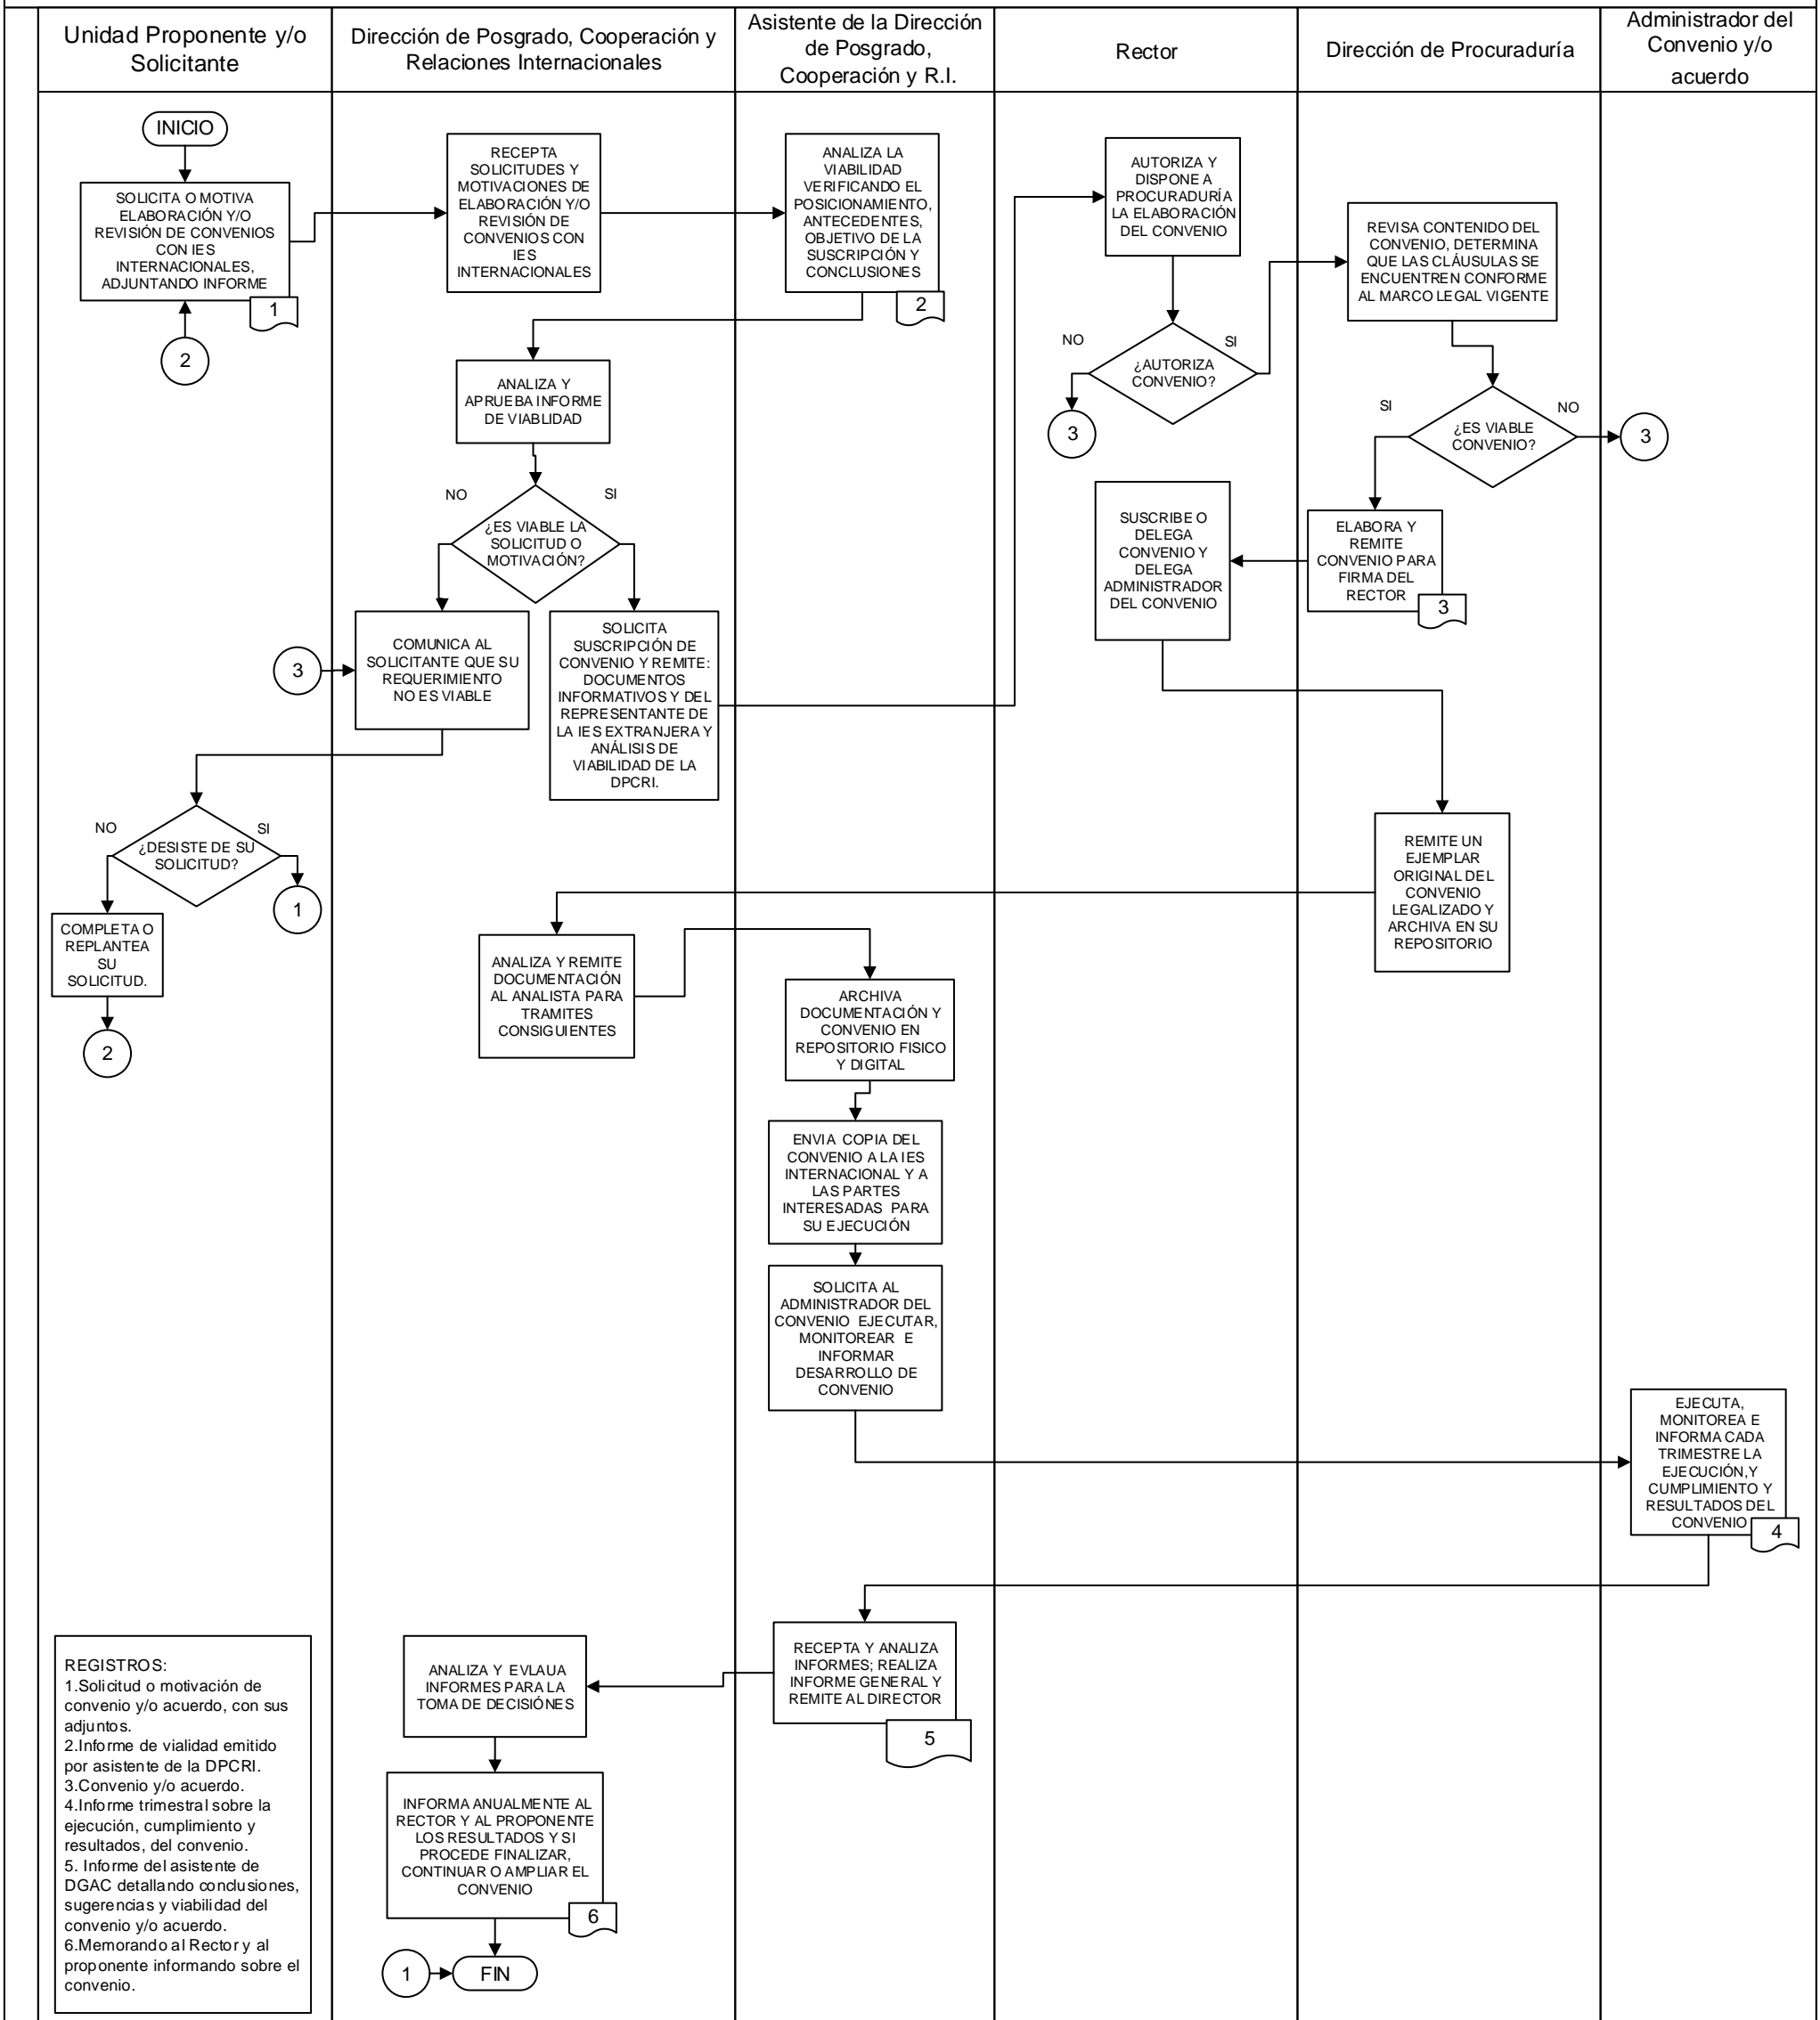 Unidad Proponente y/o
Solicitante
Dirección de Posgrado, Cooperación y
Relaciones Internacionales
Asistente de la Dirección
de Posgrado,
Cooperación y R.I.
Rector
Dirección de Procuraduría
Administrador del
Convenio y/o
acuerdo
INICIO
SOLICITA O MOTIVA
ELABORACIÓN Y/O
REVISIÓN DE CONVENIOS
CON IES
INTERNACIONALES,
ADJUNTANDO INFORME
1
2
RECEPTA
SOLICITUDES Y
MOTIVACIONES DE
ELABORACIÓN Y/O
REVISIÓN DE
CONVENIOS CON
IES
INTERNACIONALES
ANALIZA LA
VIABILIDAD
VERIFICANDO EL
POSICIONAMIENTO,
ANTECEDENTES,
OBJETIVO DE LA
SUSCRIPCIÓN Y
CONCLUSIONES
2
ANALIZA Y
APRUEBA INFORME
DE VIABLIDAD
NO
SI
¿ES VIABLE LA
SOLICITUD O
MOTIVACIÓN?
3
COMUNICA AL
SOLICITANTE QUE SU
REQUERIMIENTO
NO ES VIABLE
SOLICITA
SUSCRIPCIÓN DE
CONVENIO Y REMITE:
DOCUMENTOS
INFORMATIVOS Y DEL
REPRESENTANTE DE
LA IES EXTRANJERA Y
ANÁLISIS DE
VIABILIDAD DE LA
DPCRI.
AUTORIZA Y
DISPONE A
PROCURADURÍA
LA ELABORACIÓN
DEL CONVENIO
NO
SI
¿AUTORIZA
CONVENIO?
3
REVISA CONTENIDO DEL
CONVENIO, DETERMINA
QUE LAS CLÁUSULAS SE
ENCUENTREN CONFORME
AL MARCO LEGAL VIGENTE
SI
NO
¿ES VIABLE
CONVENIO?
3
ELABORA Y
REMITE
CONVENIO PARA
FIRMA DEL
RECTOR
3
SUSCRIBE O
DELEGA
CONVENIO Y
DELEGA
ADMINISTRADOR
DEL CONVENIO
NO
SI
¿DESISTE DE SU
SOLICITUD?
1
COMPLETA O
REPLANTEA
SU
SOLICITUD.
2
REMITE UN
EJEMPLAR
ORIGINAL DEL
CONVENIO
LEGALIZADO Y
ARCHIVA EN SU
REPOSITORIO
ANALIZA Y REMITE
DOCUMENTACIÓN
AL ANALISTA PARA
TRAMITES
CONSIGUIENTES
ARCHIVA
DOCUMENTACIÓN Y
CONVENIO EN
REPOSITORIO FISICO
Y DIGITAL
ENVIA COPIA DEL
CONVENIO A LA IES
INTERNACIONAL Y A
LAS PARTES
INTERESADAS PARA
SU EJECUCIÓN
SOLICITA AL
ADMINISTRADOR DEL
CONVENIO EJECUTAR,
MONITOREAR E
INFORMAR
DESARROLLO DE
CONVENIO
EJECUTA,
MONITOREA E
INFORMA CADA
TRIMESTRE LA
EJECUCIÓN,Y
CUMPLIMIENTO Y
RESULTADOS DEL
CONVENIO
4
RECEPTA Y ANALIZA
INFORMES; REALIZA
INFORME GENERAL Y
REMITE AL DIRECTOR
5
ANALIZA Y EVLAUA
INFORMES PARA LA
TOMA DE DECISIÓNES
INFORMA ANUALMENTE AL
RECTOR Y AL PROPONENTE
LOS RESULTADOS Y SI
PROCEDE FINALIZAR,
CONTINUAR O AMPLIAR EL
CONVENIO
6
1
FIN
REGISTROS:
1.Solicitud o motivación de
convenio y/o acuerdo, con sus
adjuntos.
2.Informe de vialidad emitido
por asistente de la DPCRI.
3.Convenio y/o acuerdo.
4.Informe trimestral sobre la
ejecución, cumplimiento y
resultados, del convenio.
5. Informe del asistente de
DGAC detallando conclusiones,
sugerencias y viabilidad del
convenio y/o acuerdo.
6.Memorando al Rector y al
proponente informando sobre el
convenio.